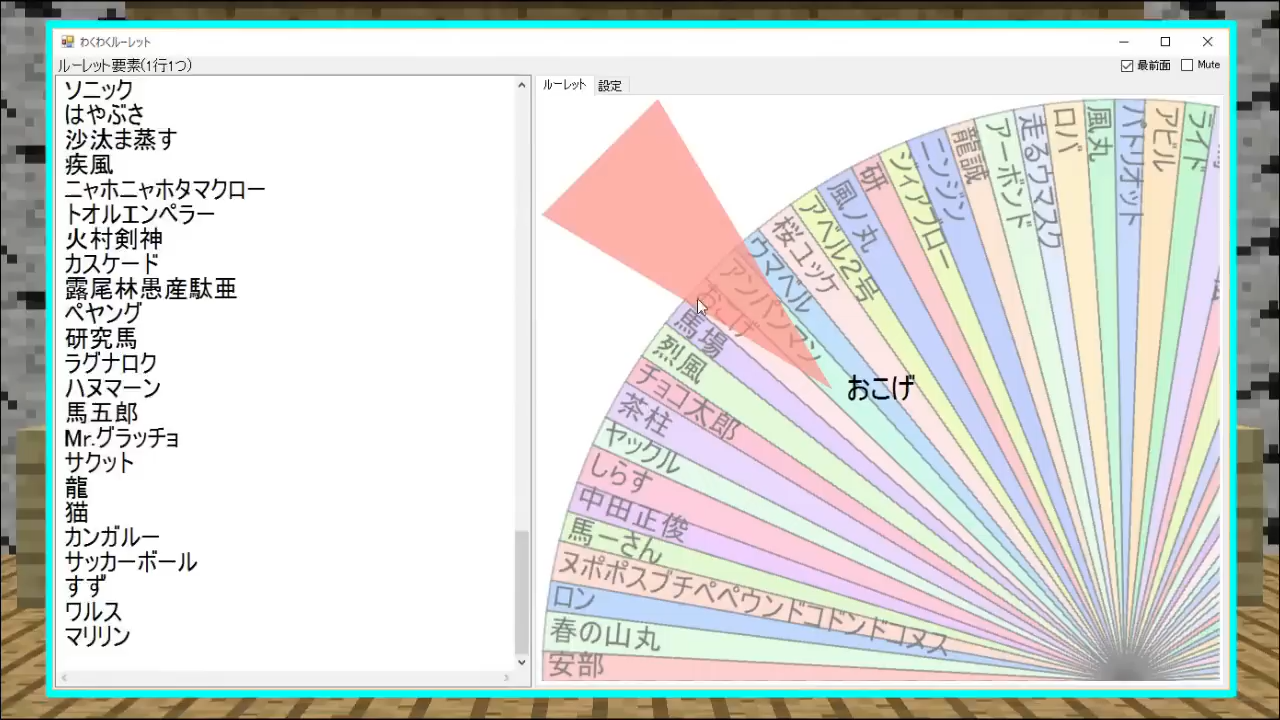 わくわくルーレット
ルーレット要素(1行1つ)
最前面
Mute
ソニック
はやぶさ
沙汰ま蒸す
疾風
ニャホニャホタマクロー
トオルエンペラー
火村剣神
カスケード
露尾林愚産駄亜
ペヤング
研究馬
ラグナロク
ハヌマーン
馬五郎
Mr.グラッチョ
サクット
龍
猫
カンガルー
サッカーボール
すず
ワルス
マリリン
ルーレット
設定
安部
春の山丸
ロン
ヌポポスプチペペウンドコドンドコヌス
馬一さん
中田正俊
しらす
ヤックル
茶柱
チョコ太郎
烈風
馬場
おこげ
アンパンマン
ウマベル
桜ユッケ
アベル2号
風ノ丸
研
ジィアブロー
ニンジン
龍誠
アーボンド
走るウマスク
ロバ
風丸
パトリオット
アビル
ライド
おこげ